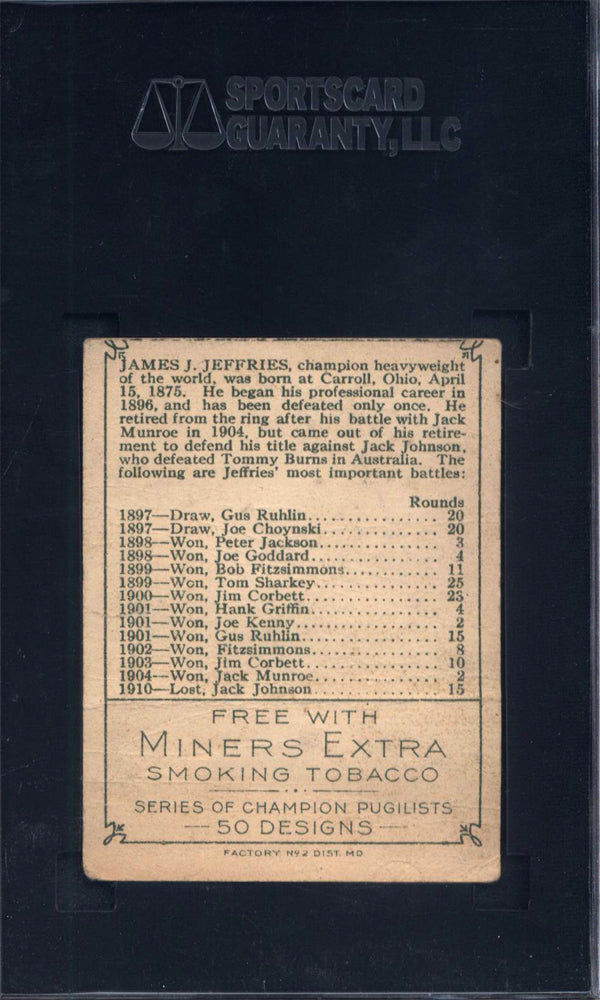 SPORTSCARD
GUARANTY, LLC
JAMES J. JEFFRIES, champion heavyweight
of the world, was born at Carroll, Ohio, April
15, 1875. He began his professional career in
1896, and has been defeated only once. He
retired from the ring after his battle with Jack
Munroe in 1904, but came out of his retire-
ment to defend his title against Jack Johnson,
who defeated Tommy Burns in Australia. The
following are Jeffries' most important battles:
Rounds
1897—Draw, Gus Ruhlin................ 20
1897—Draw, Joe Choynski.............. 20
1898—Won, Peter Jackson............... 3
1898—Won, Joe Goddard................ 4
1899—Won, Bob Fitzsimmons............ 11
1899—Won, Tom Sharkey............... 25
1900—Won, Jim Corbett................ 23
1901—Won, Hank Griffin............... 4
1901—Won, Joe Kenny.................. 2
1901—Won, Gus Ruhlin................. 15
1902—Won, Fitzsimmons................ 8
1903—Won, Jim Corbett................ 10
1904—Won, Jack Munroe............... 2
1910—Lost, Jack Johnson............... 15
FREE WITH
MINERS EXTRA
SMOKING TOBACCO
SERIES OF CHAMPION PUGILISTS
— 50 DESIGNS —
FACTORY Nº 2 DIST. MD